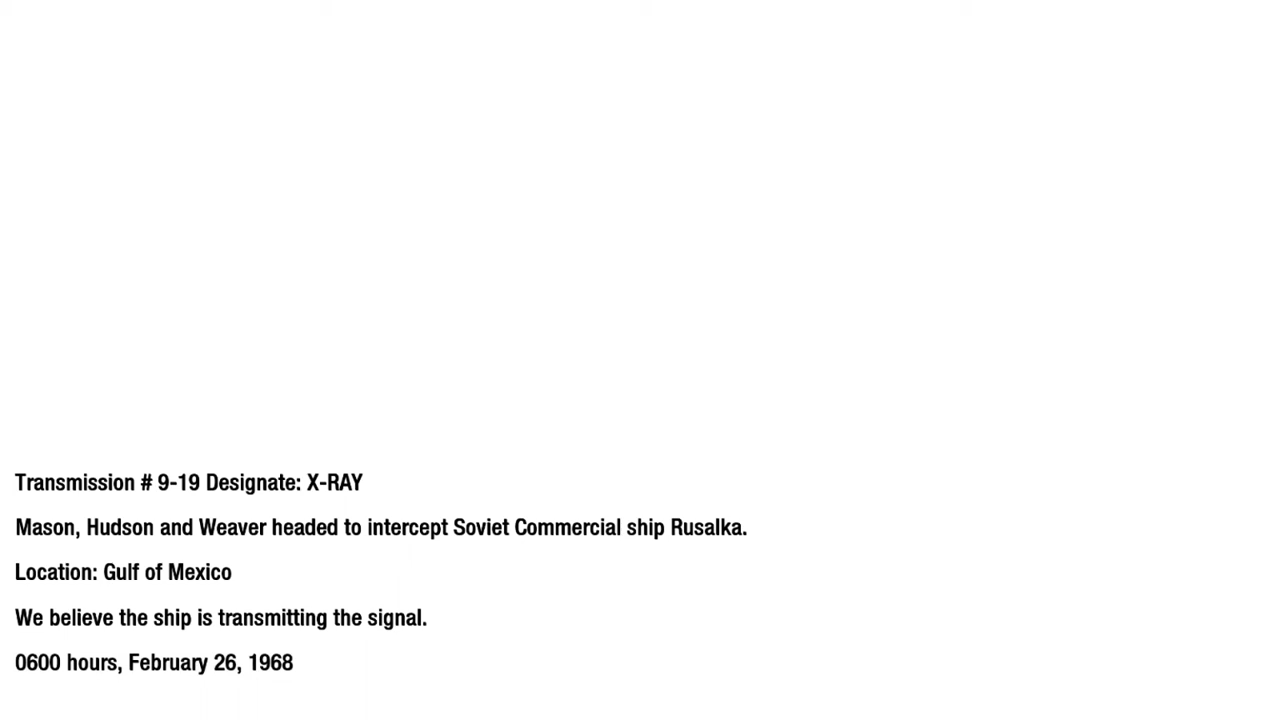 Transmission # 9-19 Designate: X-RAY
Mason, Hudson and Weaver headed to intercept Soviet Commercial ship Rusalka.
Location: Gulf of Mexico
We believe the ship is transmitting the signal.
0600 hours, February 26, 1968